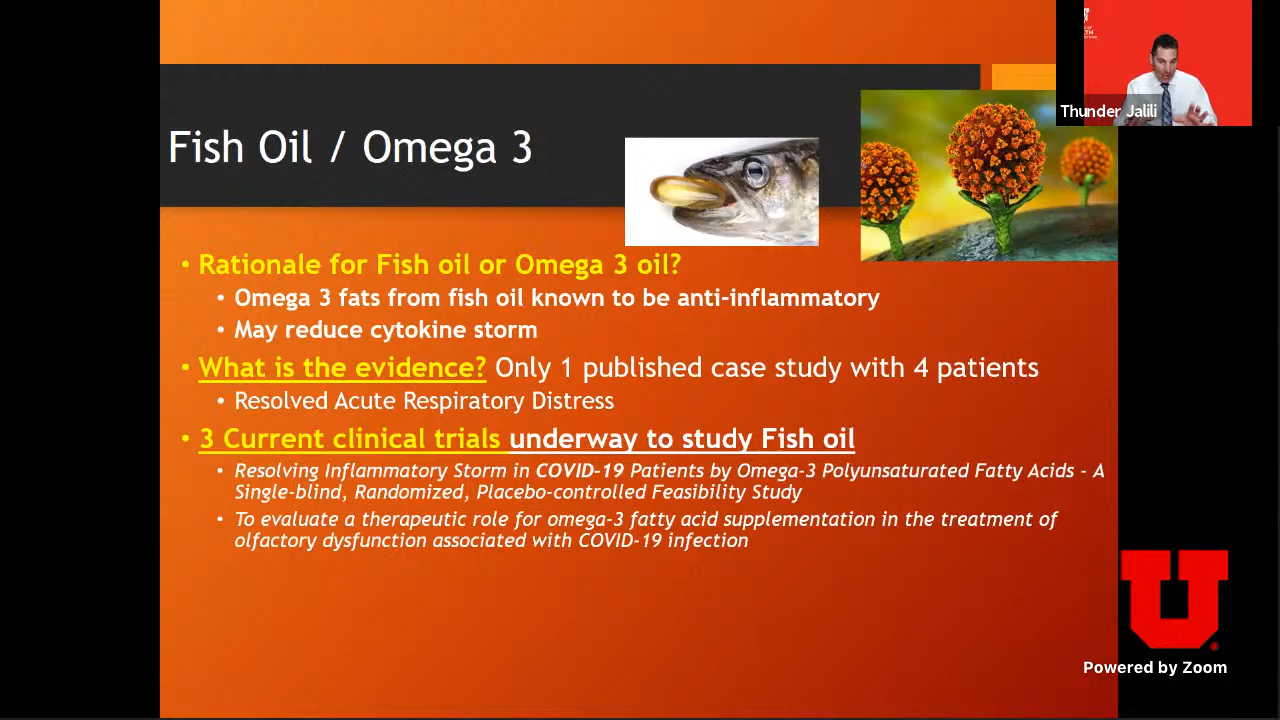 Thunder Jalili
Fish Oil / Omega 3
• Rationale for Fish oil or Omega 3 oil?
• Omega 3 fats from fish oil known to be anti-inflammatory
• May reduce cytokine storm
• What is the evidence? Only 1 published case study with 4 patients
• Resolved Acute Respiratory Distress
• 3 Current clinical trials underway to study Fish oil
• Resolving Inflammatory Storm in COVID-19 Patients by Omega-3 Polyunsaturated Fatty Acids - A
Single-blind, Randomized, Placebo-controlled Feasibility Study
• To evaluate a therapeutic role for omega-3 fatty acid supplementation in the treatment of
olfactory dysfunction associated with COVID-19 infection
U
®
Powered by Zoom